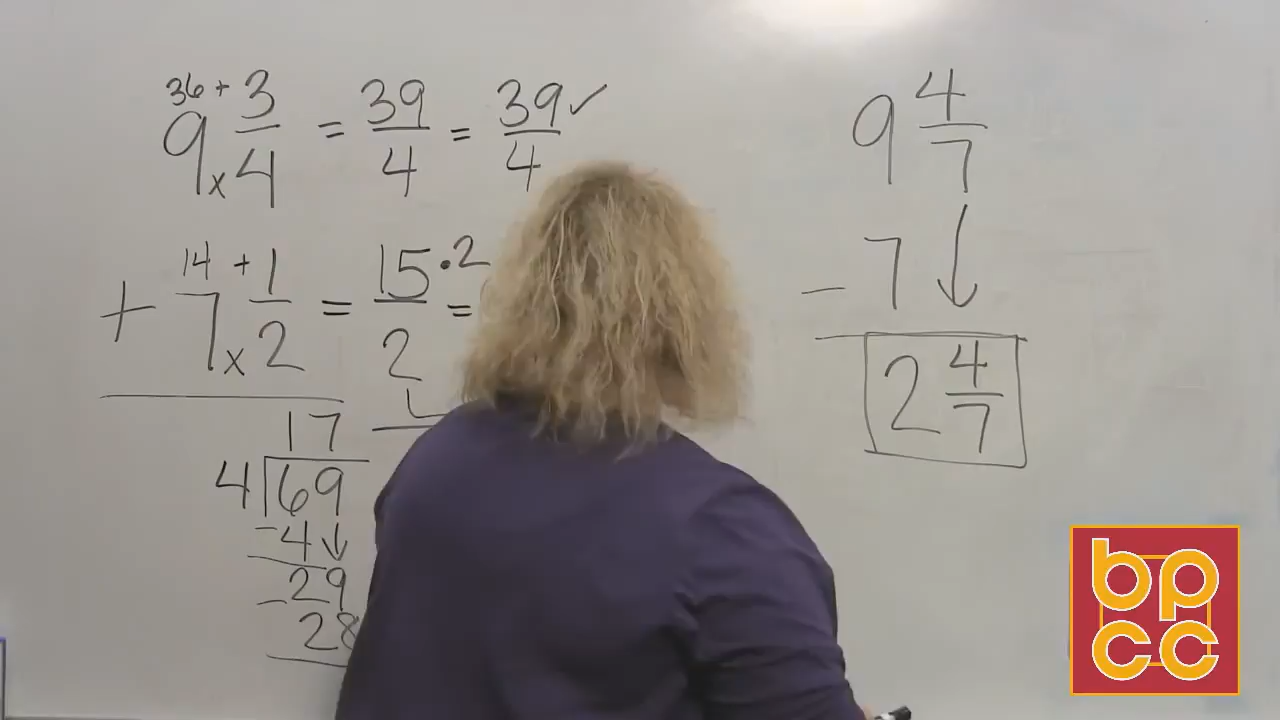 36 + 3
9 x 4 = 39/4 = 39/4 ✓
14 + 1
+ 7 x 2 = 15 • 2 / 2 =
17
4 69
- 4 ↓
- 29
28
9 4/7
- 7 ↓
2 4/7
bp
cc